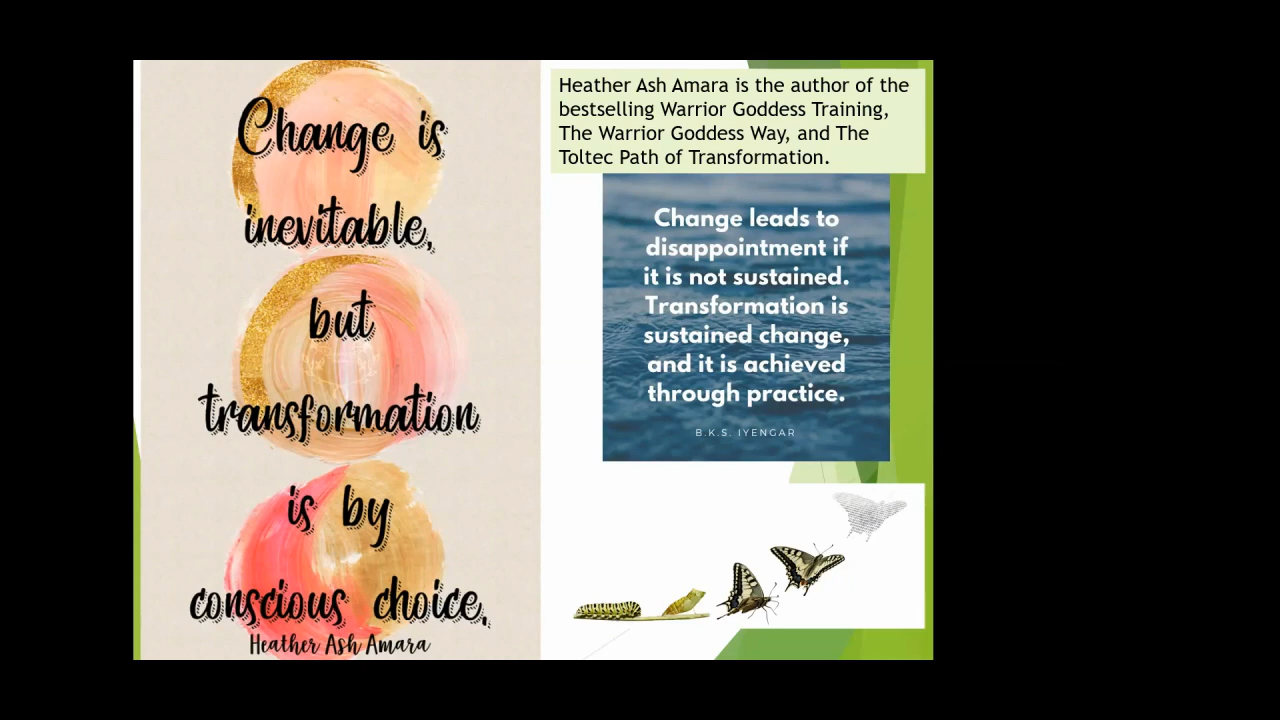 Change is
inevitable,
but
transformation
is by
conscious choice,
Heather Ash Amara
Heather Ash Amara is the author of the
bestselling Warrior Goddess Training,
The Warrior Goddess Way, and The
Toltec Path of Transformation.
Change leads to
disappointment if
it is not sustained.
Transformation is
sustained change,
and it is achieved
through practice.
B.K.S. IYENGAR